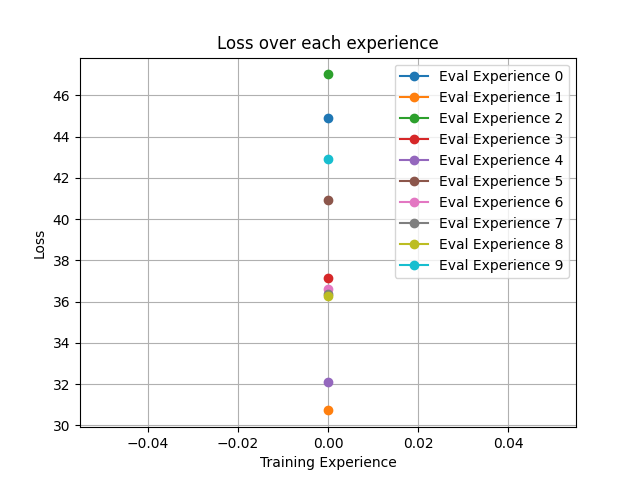 Loss over each experience
Eval Experience 0
Eval Experience 1
Eval Experience 2
Eval Experience 3
Eval Experience 4
Eval Experience 5
Eval Experience 6
Eval Experience 7
Eval Experience 8
Eval Experience 9
46
44
42
40
38
36
34
32
30
Loss
−0.04 −0.02 0.00 0.02 0.04
Training Experience